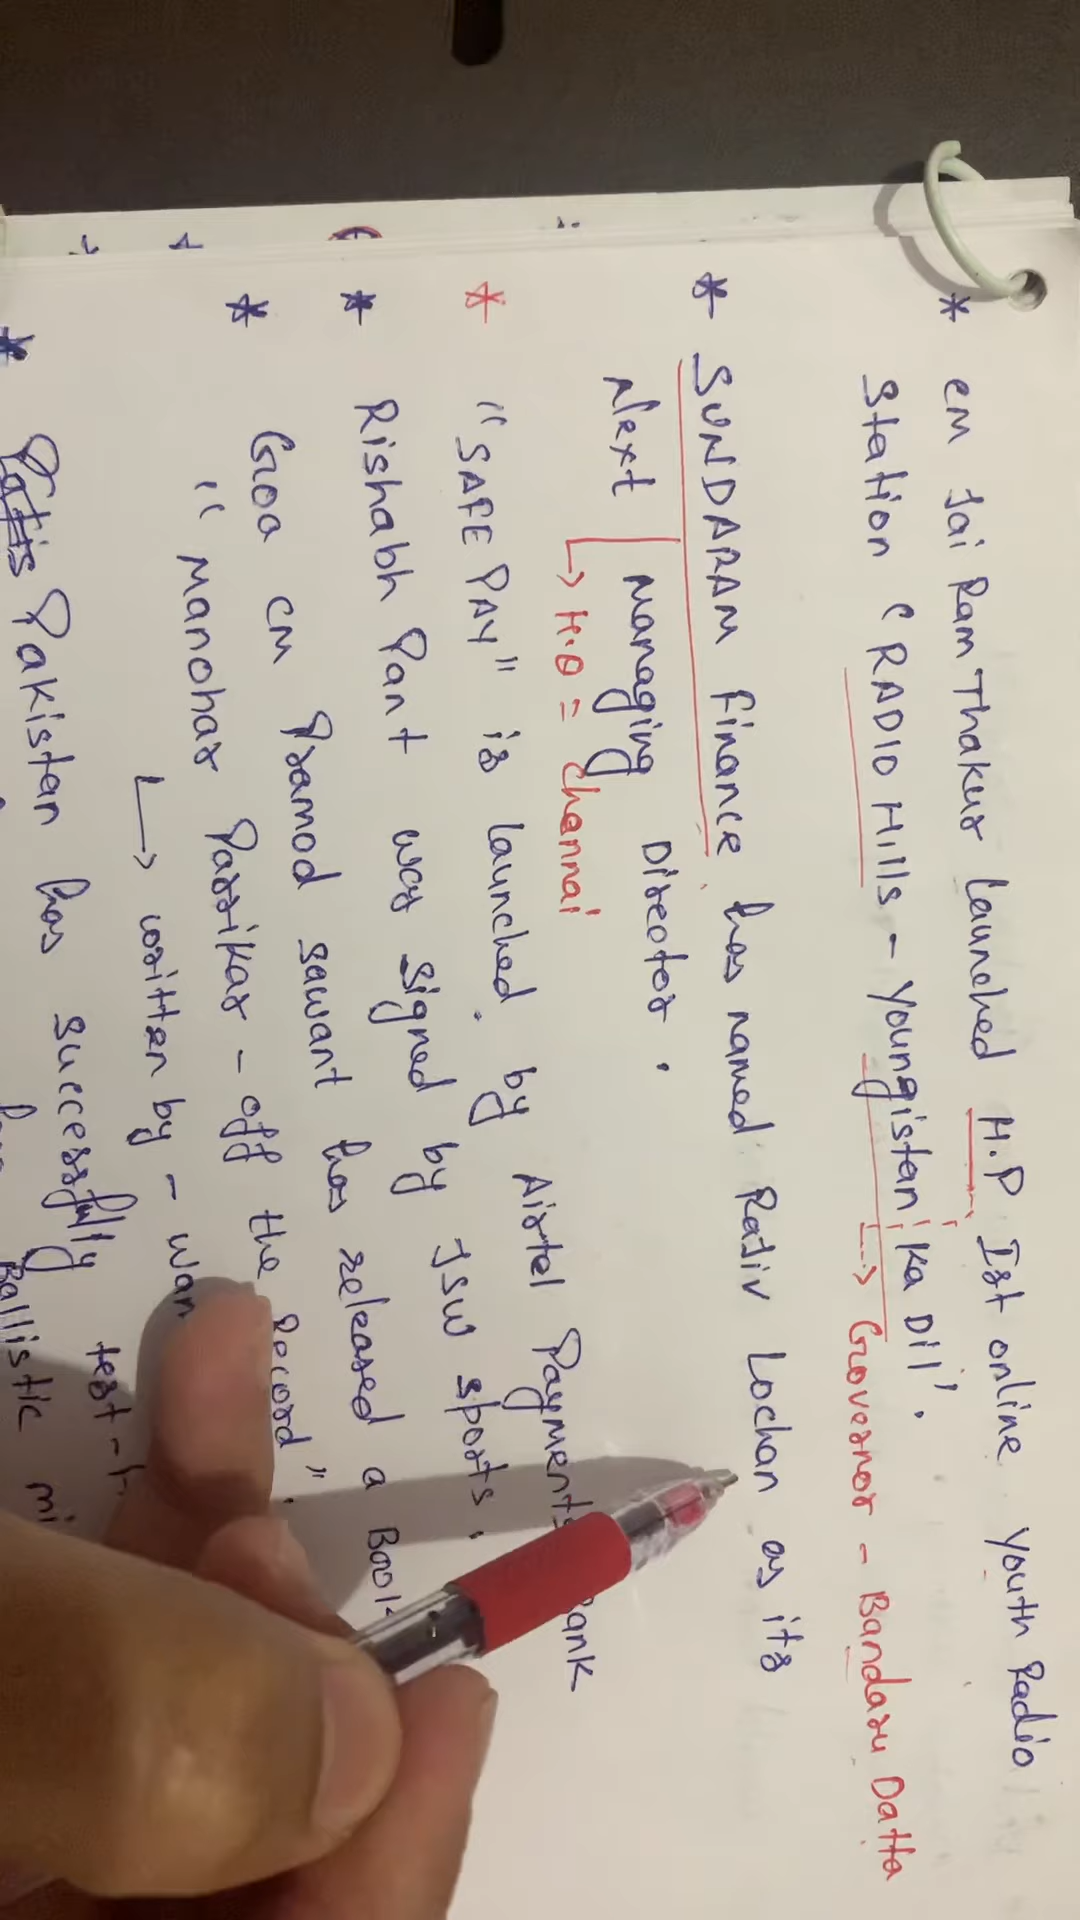 * CM Jai Ram Thakur launched H.P Ist online youth Radio
Station ( RADIO Hills - Youngistan ka Dil'.
↳ Governor - Bandaru Datta
* SUNDARAM finance has named Rajiv Lochan as its
Next Managing Director.
↳ H.O = Channai
* "SAFE PAY" is launched by Airtel Payments Bank
* Rishabh Pant was signed by JSW sports.
* Goa CM Pramod sawant has released a Book
" Manohar Parrikar - off the Record".
↳ written by - wam
* Pakistan has successfully test -
Ballistic mi